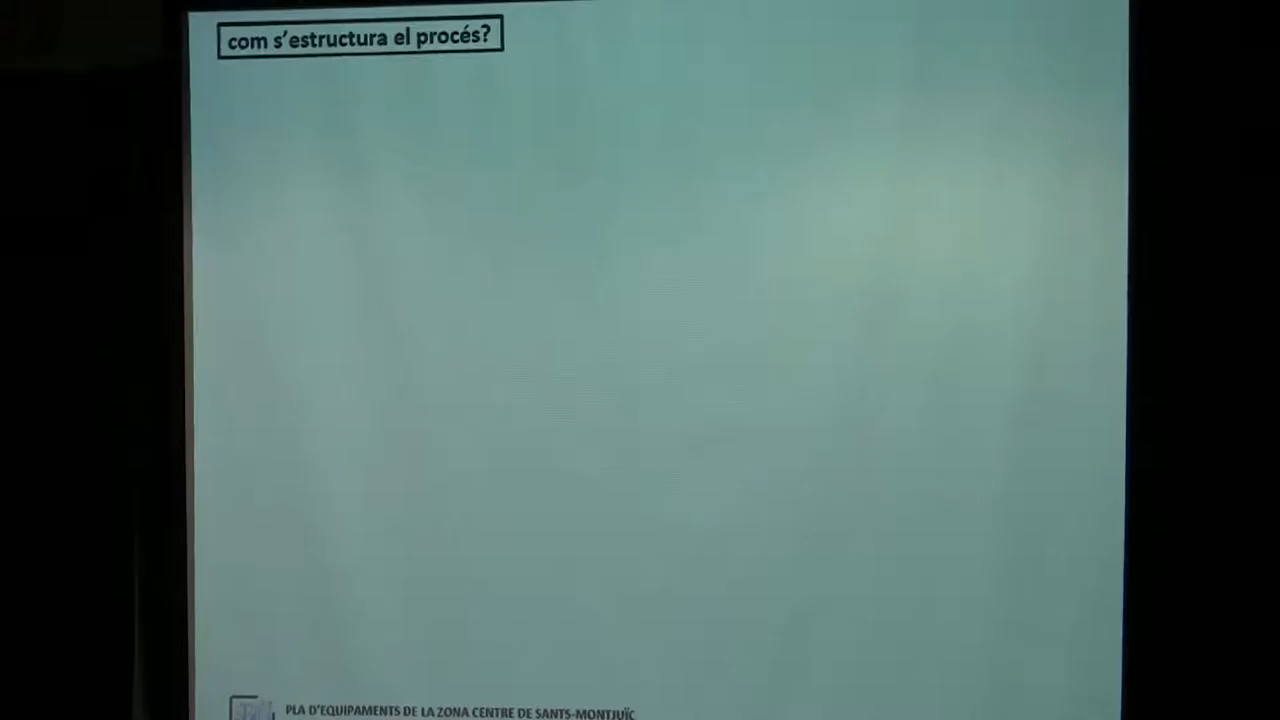 com s'estructura el procés?
PLA D'EQUIPAMENTS DE LA ZONA CENTRE DE SANTS-MONTJUÏC